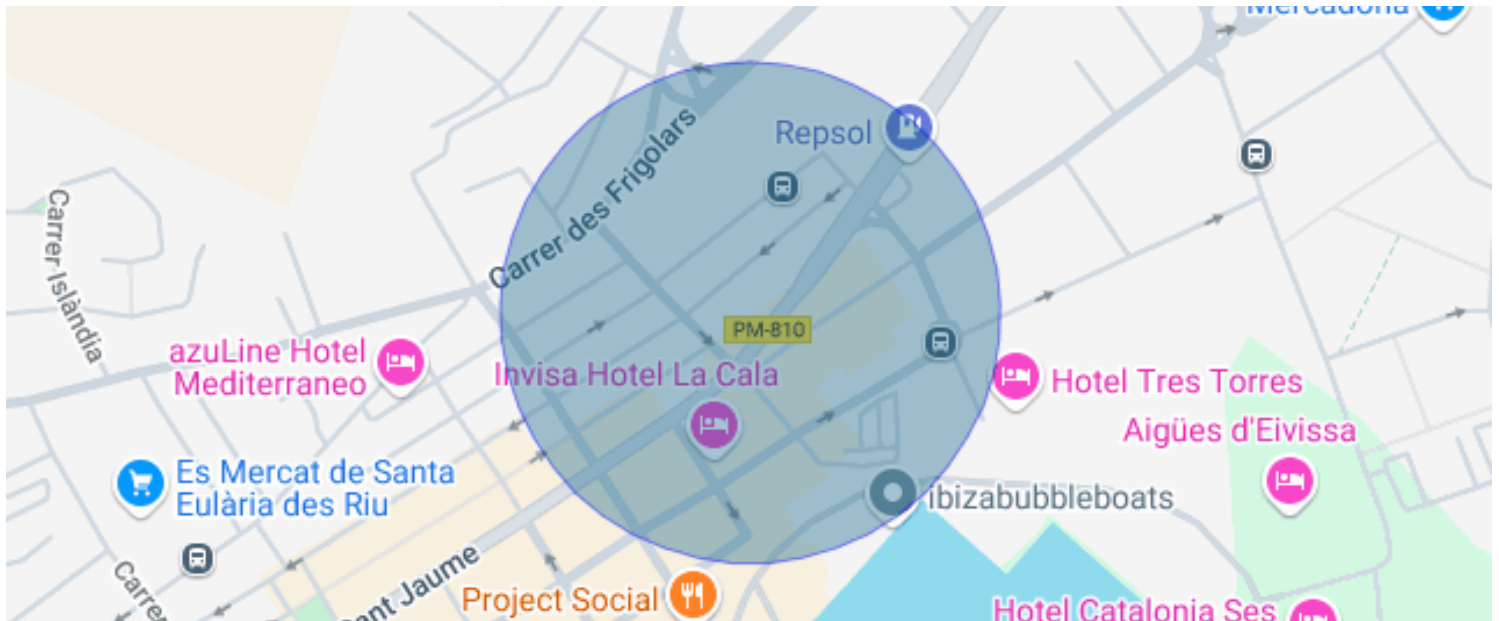 Mercadona
Repsol
Carrer des Frigolars
Carrer Islàndia
PM-810
azuLine Hotel
Mediterraneo
Invisa Hotel La Cala
Hotel Tres Torres
Aigües d'Eivissa
Es Mercat de Santa
Eulària des Riu
ibizabubbleboats
Carrer
Sant Jaume
Project Social
Hotel Catalonia Ses